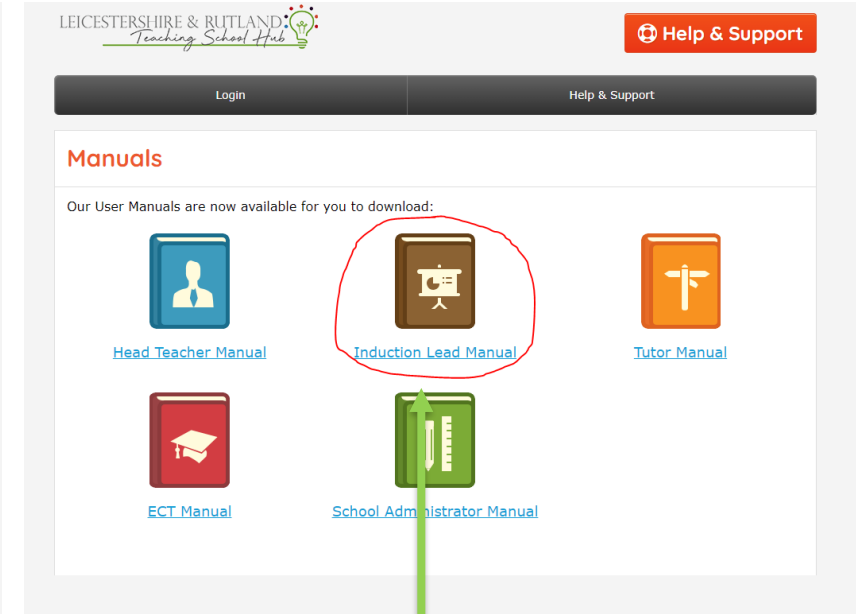 LEICESTERSHIRE & RUTLAND
Teaching School Hub
Help & Support
Login
Help & Support
Manuals
Our User Manuals are now available for you to download:
Head Teacher Manual
Induction Lead Manual
Tutor Manual
ECT Manual
School Administrator Manual